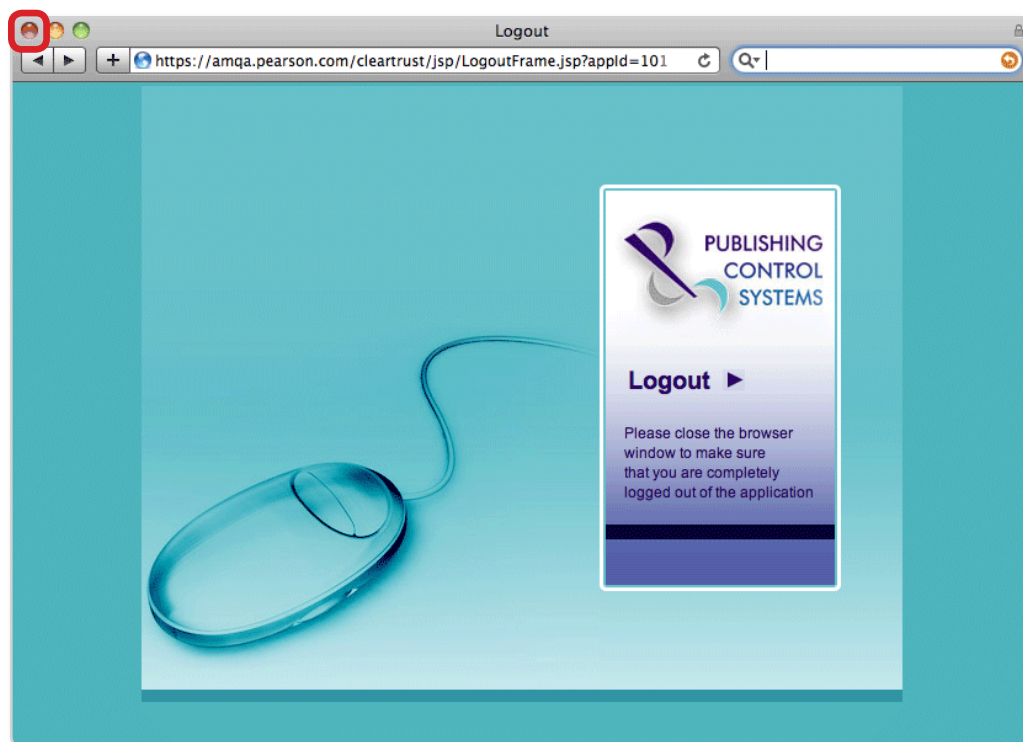 Logout
https://amqa.pearson.com/cleartrust/jsp/LogoutFrame.jsp?appId=101
PUBLISHING
CONTROL
SYSTEMS
Logout
Please close the browser
window to make sure
that you are completely
logged out of the application